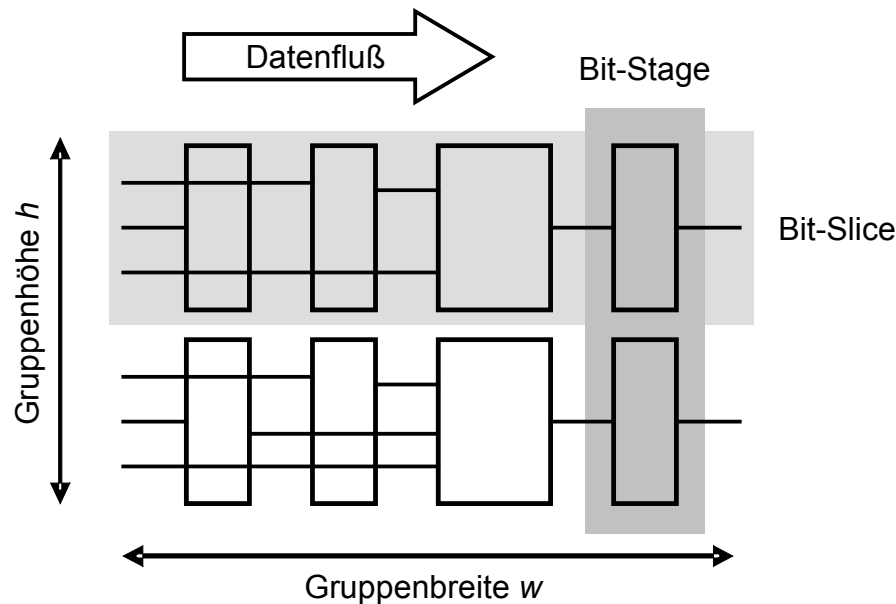 Datenfluß
Bit-Stage
Bit-Slice
Gruppenhöhe h
Gruppenbreite w